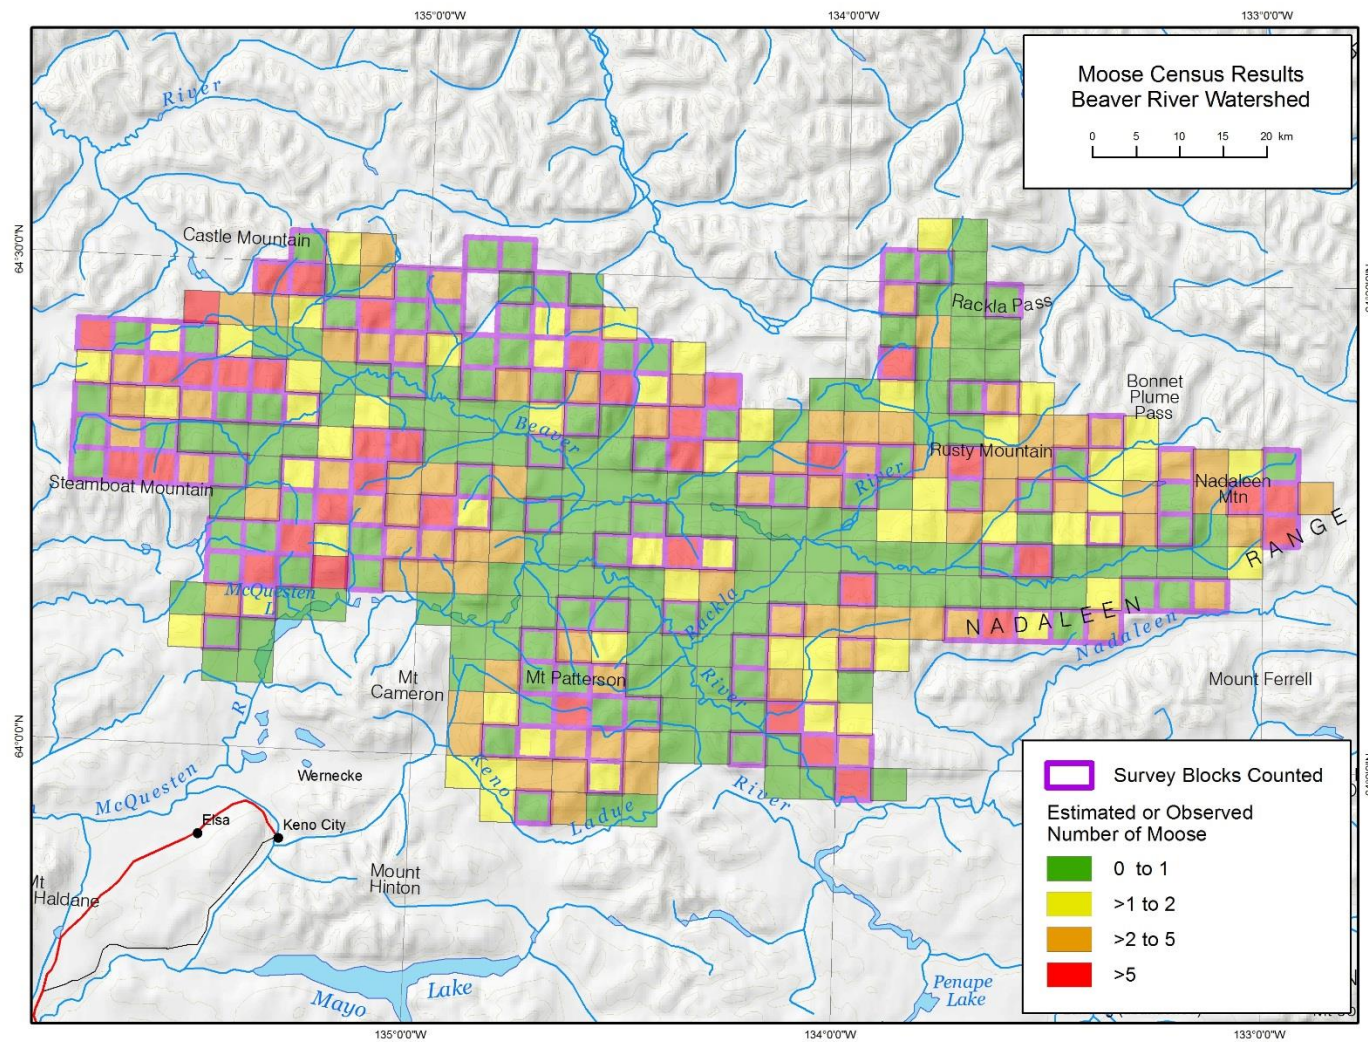 135°0'0"W
134°0'0"W
133°0'0"W
Moose Census Results
Beaver River Watershed
0 5 10 15 20 km
River
64°30'0"N
Castle Mountain
Rackla Pass
Bonnet
Plume
Pass
Beaver
Rusty Mountain
River
Steamboat Mountain
Nadaleen
Mtn
RANGE
McQuesten
L
NADALEEN
Nadaleen
Rackla
River
Mt
Cameron
Mt Patterson
Mount Ferrell
R
64°0'0"N
Keno
Wernecke
McQuesten
River
Ladue
Elsa
Keno City
Mount
Hinton
Mt
Haldane
Mayo
Lake
Penape
Lake
Survey Blocks Counted
Estimated or Observed
Number of Moose
0 to 1
>1 to 2
>2 to 5
>5
135°0'0"W
134°0'0"W
133°0'0"W